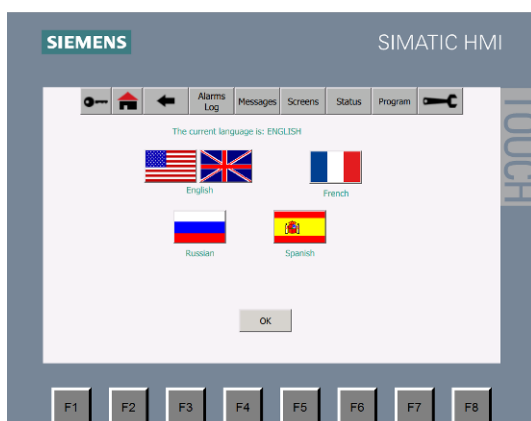 SIEMENS
SIMATIC HMI
TOUCH
Alarms Log
Messages
Screens
Status
Program
The current language is: ENGLISH
English
French
Russian
Spanish
OK
F1
F2
F3
F4
F5
F6
F7
F8